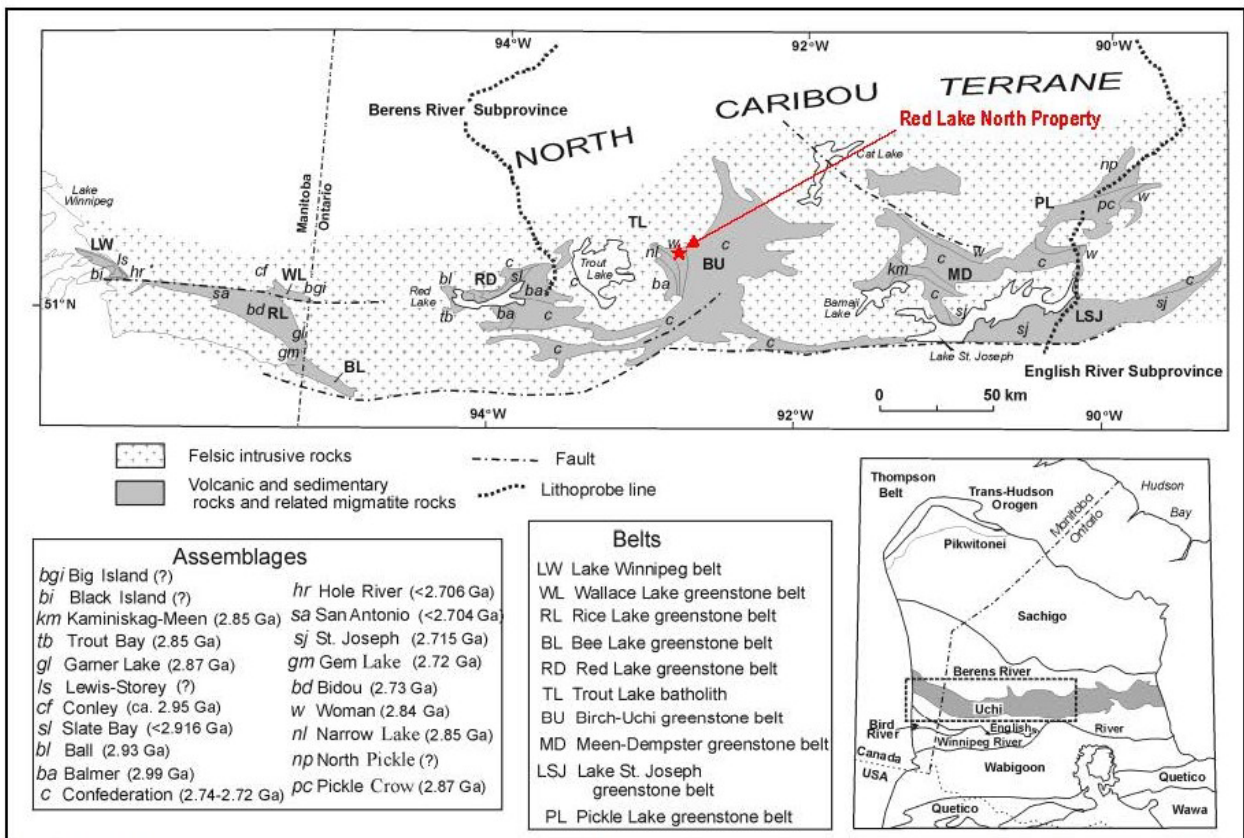 94°W
92°W
90°W
Berens River Subprovince
NORTH
CARIBOU
TERRANE
Red Lake North Property
Cat Lake
Lake
Winnipeg
Manitoba
Ontario
LW
ls
bi
hr
cf
WL
bgi
51°N
sa
bd
RL
gl
gm
BL
bl
RD
sl
c
Red
Lake
tb
ba
ba
c
c
c
Trout
Lake
TL
nl
w
ba
BU
c
c
c
np
PL
pc
w
km
c
w
MD
c
w
c
Bamaji
Lake
sj
sj
LSJ
sj
c
Lake St. Joseph
English River Subprovince
0
50 km
94°W
92°W
90°W
Felsic intrusive rocks
Volcanic and sedimentary
rocks and related migmatite rocks
Fault
Lithoprobe line
Assemblages
bgi Big Island (?)
bi Black Island (?)
km Kaminiskag-Meen (2.85 Ga)
tb Trout Bay (2.85 Ga)
gl Garner Lake (2.87 Ga)
ls Lewis-Storey (?)
cf Conley (ca. 2.95 Ga)
sl Slate Bay (<2.916 Ga)
bl Ball (2.93 Ga)
ba Balmer (2.99 Ga)
c Confederation (2.74-2.72 Ga)
hr Hole River (<2.706 Ga)
sa San Antonio (<2.704 Ga)
sj St. Joseph (2.715 Ga)
gm Gem Lake (2.72 Ga)
bd Bidou (2.73 Ga)
w Woman (2.84 Ga)
nl Narrow Lake (2.85 Ga)
np North Pickle (?)
pc Pickle Crow (2.87 Ga)
Belts
LW Lake Winnipeg belt
WL Wallace Lake greenstone belt
RL Rice Lake greenstone belt
BL Bee Lake greenstone belt
RD Red Lake greenstone belt
TL Trout Lake batholith
BU Birch-Uchi greenstone belt
MD Meen-Dempster greenstone belt
LSJ Lake St. Joseph
greenstone belt
PL Pickle Lake greenstone belt
Thompson
Belt
Trans-Hudson
Orogen
Hudson
Bay
Manitoba
Ontario
Pikwitonei
Sachigo
Berens River
Uchi
Bird
River
English
River
Winnipeg River
Canada
USA
Wabigoon
Quetico
Quetico
Wawa